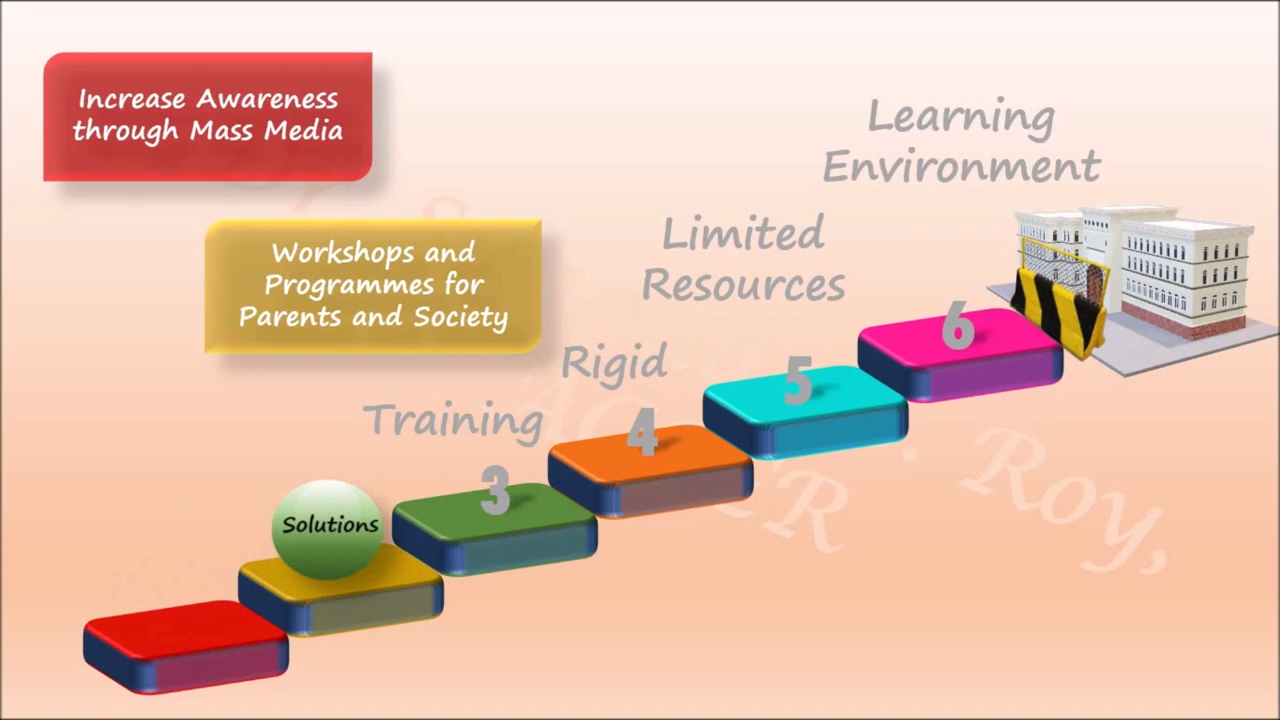 Increase Awareness
through Mass Media
Learning
Environment
Workshops and
Programmes for
Parents and Society
Limited
Resources
Rigid
Training
6
5
4
3
Solutions
Roy,